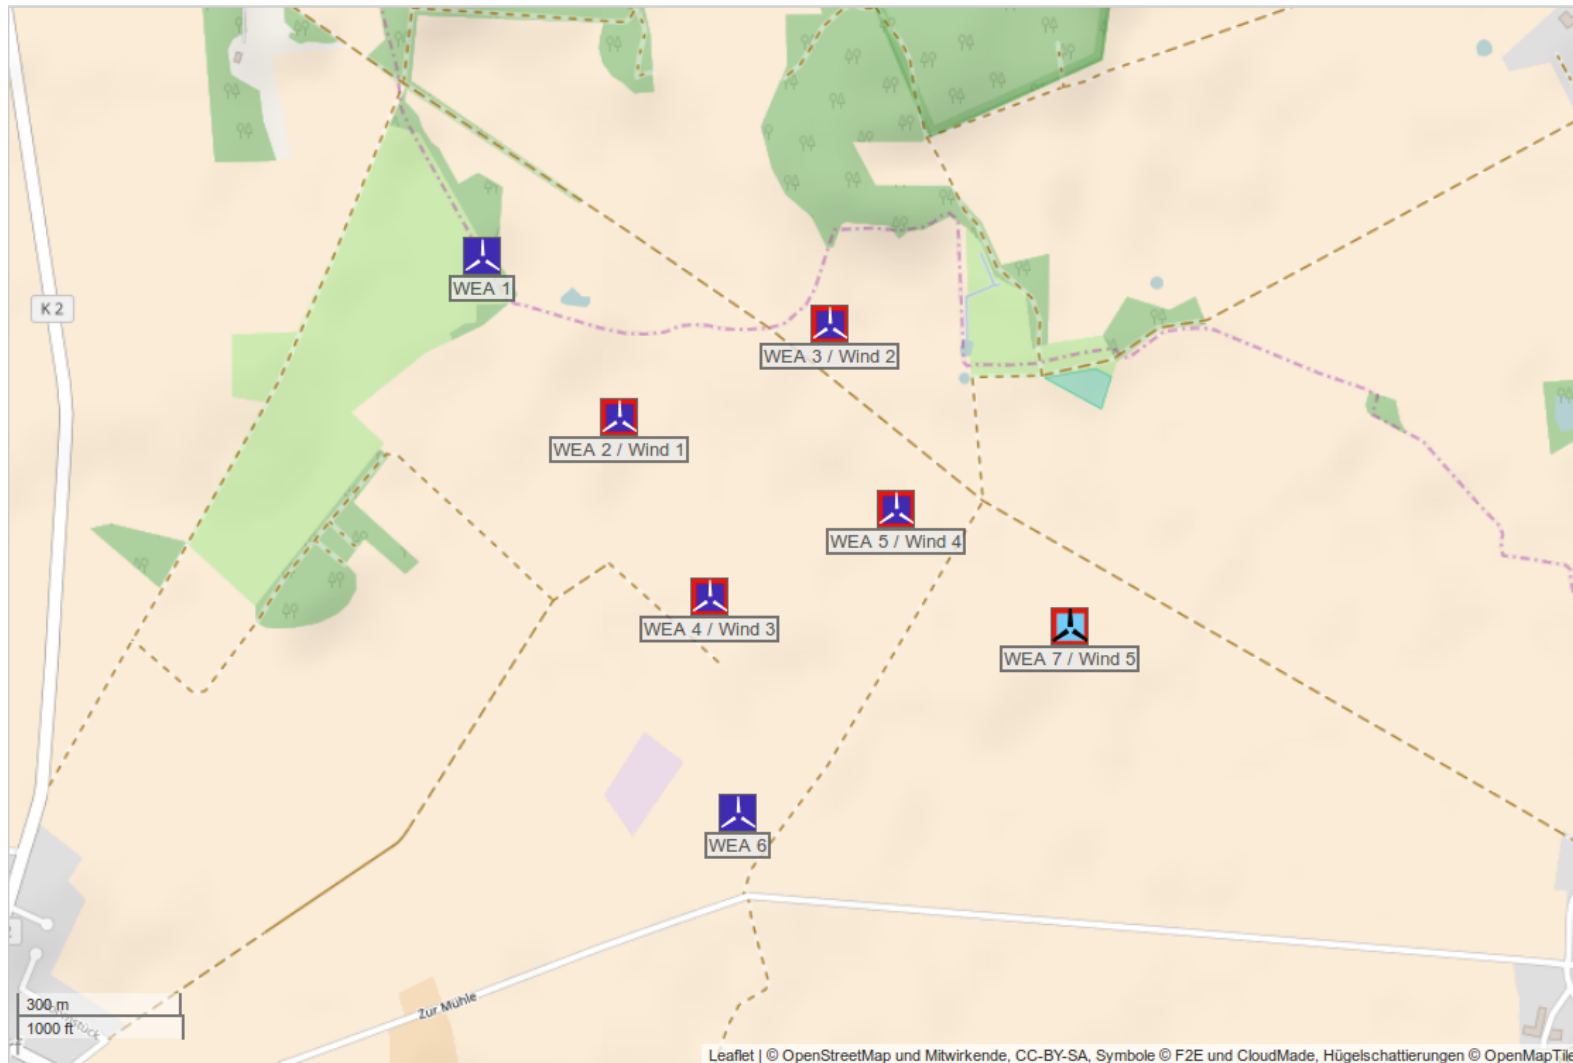 WEA 1
K 2
WEA 3 / Wind 2
WEA 2 / Wind 1
WEA 5 / Wind 4
WEA 4 / Wind 3
WEA 7 / Wind 5
WEA 6
300 m
1000 ft
Zur Mühle
Leaflet | © OpenStreetMap und Mitwirkende, CC-BY-SA, Symbole © F2E und CloudMade, Hügelschattierungen © OpenMapTile